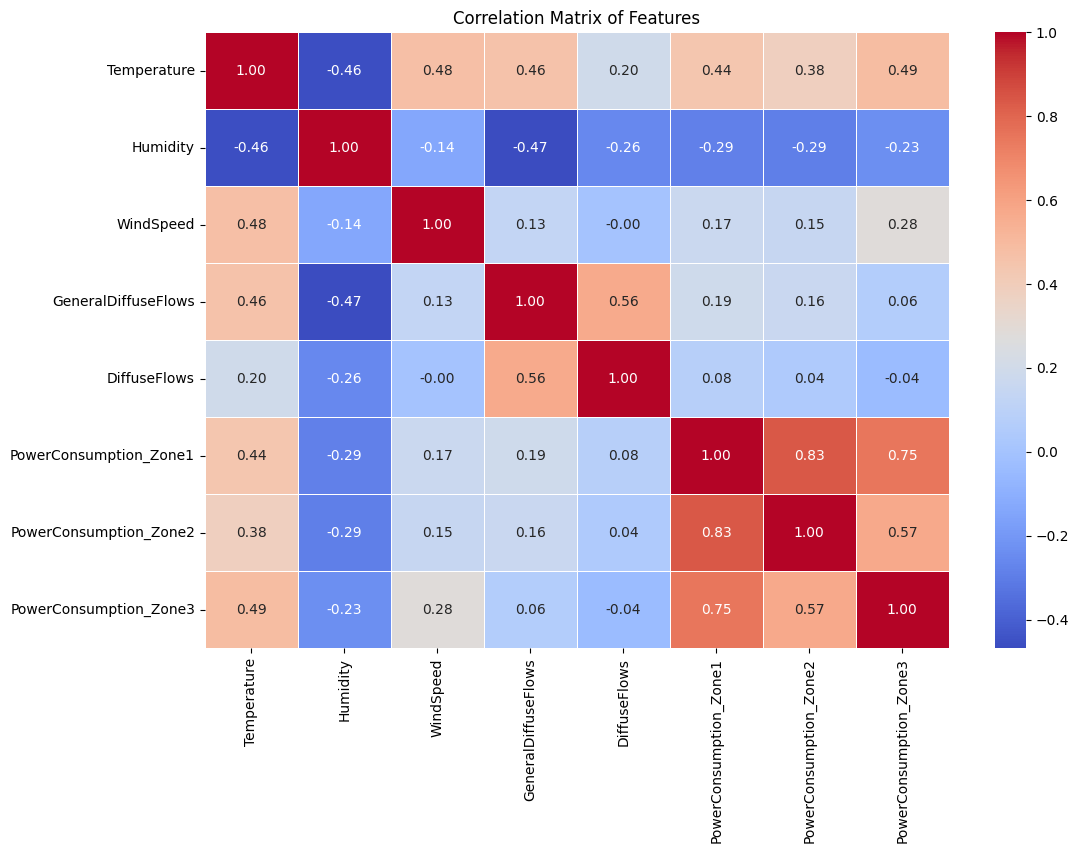 Correlation Matrix of Features
Temperature 1.00 -0.46 0.48 0.46 0.20 0.44 0.38 0.49
Humidity -0.46 1.00 -0.14 -0.47 -0.26 -0.29 -0.29 -0.23
WindSpeed 0.48 -0.14 1.00 0.13 -0.00 0.17 0.15 0.28
GeneralDiffuseFlows 0.46 -0.47 0.13 1.00 0.56 0.19 0.16 0.06
DiffuseFlows 0.20 -0.26 -0.00 0.56 1.00 0.08 0.04 -0.04
PowerConsumption_Zone1 0.44 -0.29 0.17 0.19 0.08 1.00 0.83 0.75
PowerConsumption_Zone2 0.38 -0.29 0.15 0.16 0.04 0.83 1.00 0.57
PowerConsumption_Zone3 0.49 -0.23 0.28 0.06 -0.04 0.75 0.57 1.00
Temperature
Humidity
WindSpeed
GeneralDiffuseFlows
DiffuseFlows
PowerConsumption_Zone1
PowerConsumption_Zone2
PowerConsumption_Zone3
1.0
0.8
0.6
0.4
0.2
0.0
−0.2
−0.4